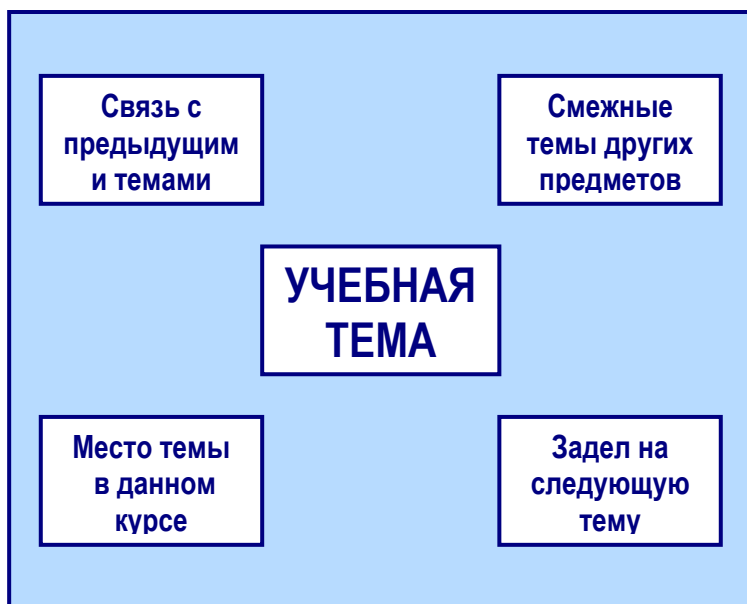 Связь с
предыдущим
и темами
Смежные
темы других
предметов
УЧЕБНАЯ
ТЕМА
Место темы
в данном
курсе
Задел на
следующую
тему